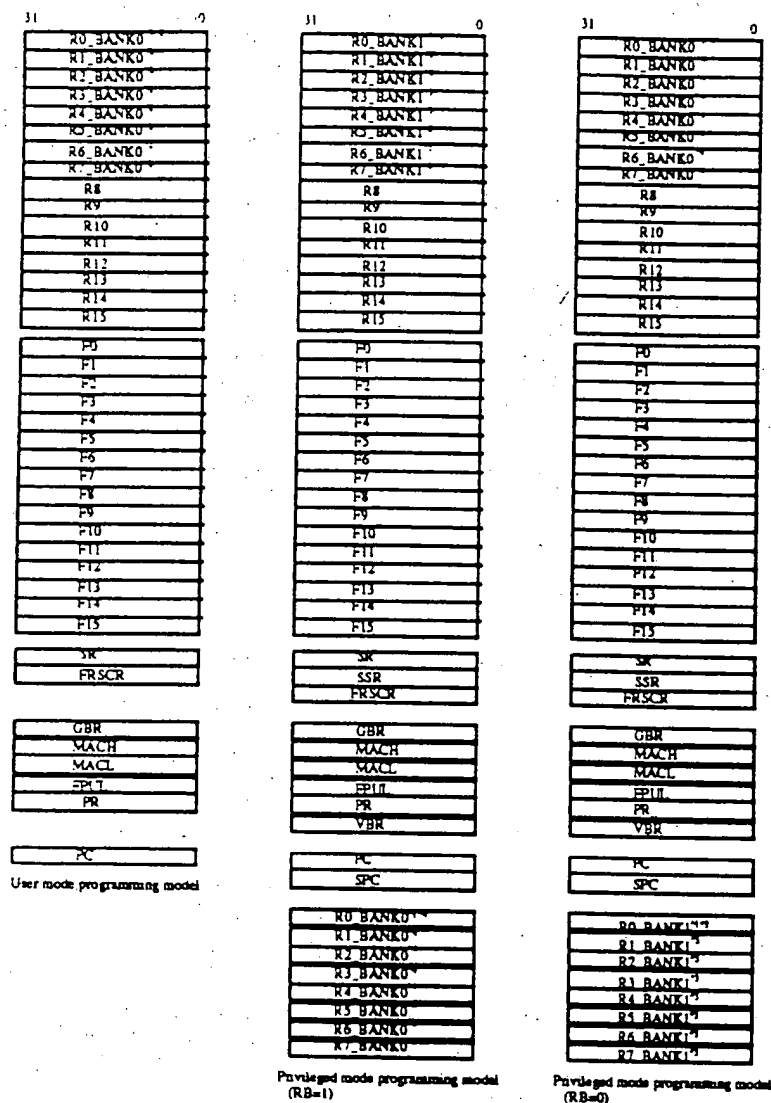 31 0
R0_BANK0
R1_BANK0
R2_BANK0
R3_BANK0
R4_BANK0
R5_BANK0
R6_BANK0
R7_BANK0
R8
R9
R10
R11
R12
R13
R14
R15
F0
F1
F2
F3
F4
F5
F6
F7
F8
F9
F10
F11
F12
F13
F14
F15
SR
FRSCR
GBR
MACH
MACL
FPUL
PR
PC
User mode programming model
31 0
R0_BANK1
R1_BANK1
R2_BANK1
R3_BANK1
R4_BANK1
R5_BANK1
R6_BANK1
R7_BANK1
R8
R9
R10
R11
R12
R13
R14
R15
F0
F1
F2
F3
F4
F5
F6
F7
F8
F9
F10
F11
F12
F13
F14
F15
SR
SSR
FRSCR
GBR
MACH
MACL
FPUL
PR
VBR
PC
SPC
R0_BANK0
R1_BANK0
R2_BANK0
R3_BANK0
R4_BANK0
R5_BANK0
R6_BANK0
R7_BANK0
Privileged mode programming model
(RB=1)
31 0
R0_BANK0
R1_BANK0
R2_BANK0
R3_BANK0
R4_BANK0
R5_BANK0
R6_BANK0
R7_BANK0
R8
R9
R10
R11
R12
R13
R14
R15
F0
F1
F2
F3
F4
F5
F6
F7
F8
F9
F10
F11
F12
F13
F14
F15
SR
SSR
FRSCR
GBR
MACH
MACL
FPUL
PR
VBR
PC
SPC
R0_BANK1
R1_BANK1
R2_BANK1
R3_BANK1
R4_BANK1
R5_BANK1
R6_BANK1
R7_BANK1
Privileged mode programming model
(RB=0)